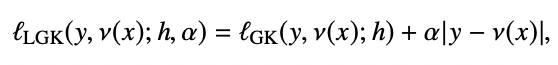 ℓ_LGK(y, ν(x); h, α) = ℓ_GK(y, ν(x); h) + α|y − ν(x)|,